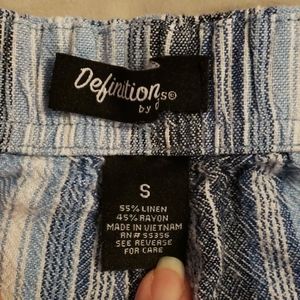 Definitions©
by
S
55% LINEN
45% RAYON
MADE IN VIETNAM
RN# 55356
SEE REVERSE
FOR CARE